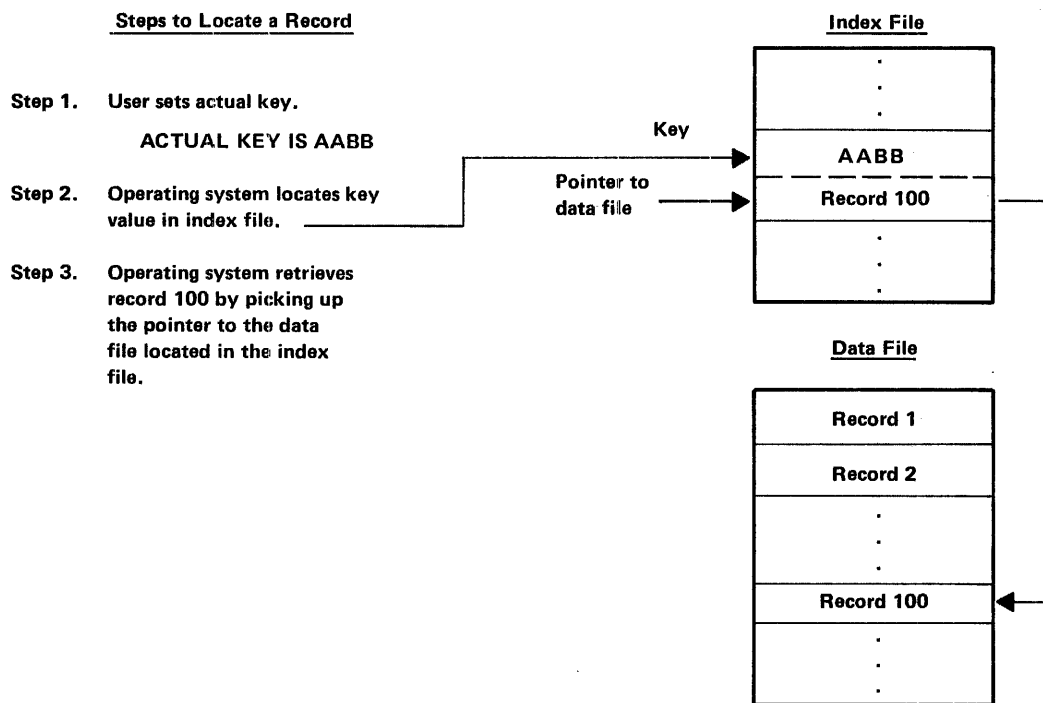 Steps to Locate a Record
Step 1. User sets actual key.
ACTUAL KEY IS AABB
Step 2. Operating system locates key
value in index file.
Step 3. Operating system retrieves
record 100 by picking up
the pointer to the data
file located in the index
file.
Index File
Key
AABB
Pointer to
data file
Record 100
Data File
Record 1
Record 2
Record 100